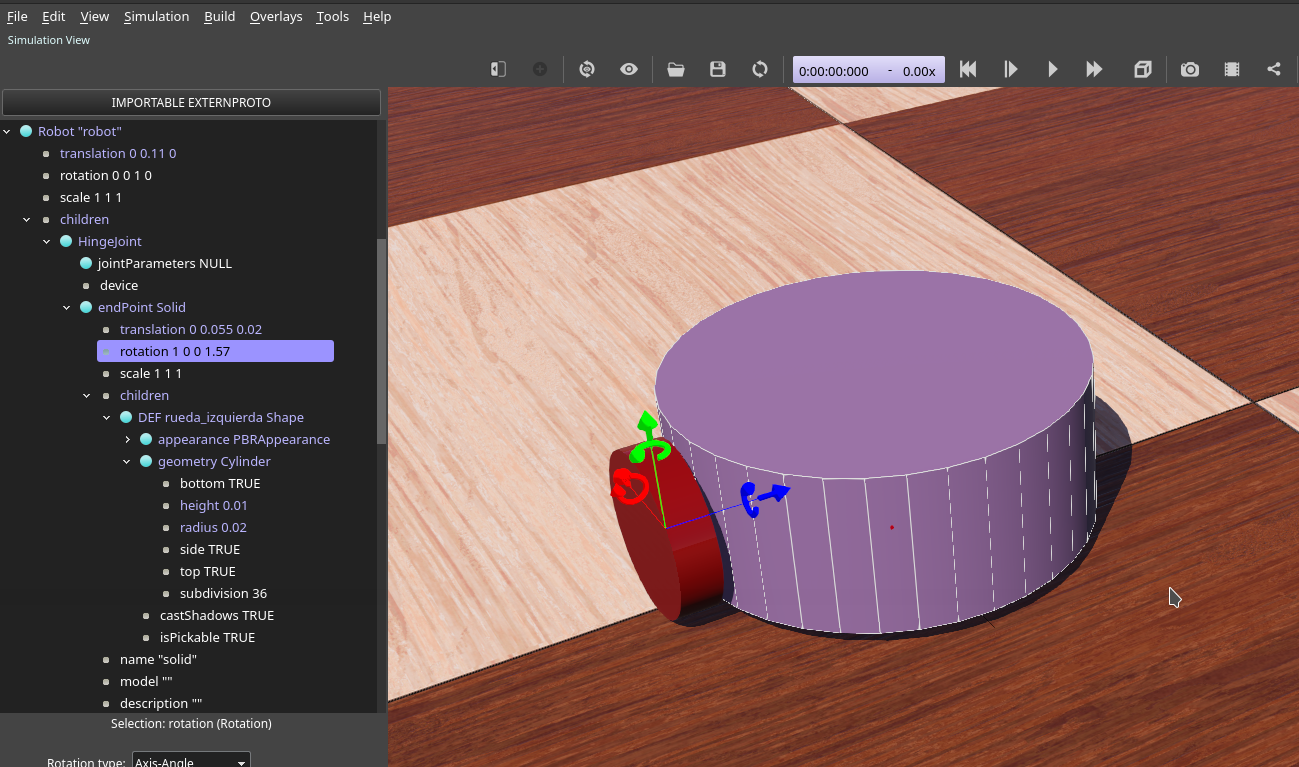 File Edit View Simulation Build Overlays Tools Help
Simulation View
0:00:00:000 - 0.00x
IMPORTABLE EXTERNPROTO
Robot "robot"
translation 0 0.11 0
rotation 0 0 1 0
scale 1 1 1
children
HingeJoint
jointParameters NULL
device
endPoint Solid
translation 0 0.055 0.02
rotation 1 0 0 1.57
scale 1 1 1
children
DEF rueda_izquierda Shape
appearance PBRAppearance
geometry Cylinder
bottom TRUE
height 0.01
radius 0.02
side TRUE
top TRUE
subdivision 36
castShadows TRUE
isPickable TRUE
name "solid"
model ""
description ""
Selection: rotation (Rotation)
Rotation type: Axis-Angle